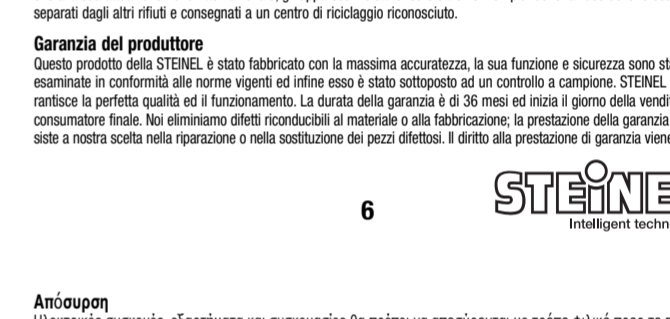 separati dagli altri rifiuti e consegnati a un centro di riciclaggio riconosciuto.
Garanzia del produttore
Questo prodotto della STEINEL è stato fabbricato con la massima accuratezza, la sua funzione e sicurezza sono st
esaminate in conformità alle norme vigenti ed infine esso è stato sottoposto ad un controllo a campione. STEINEL
rantisce la perfetta qualità ed il funzionamento. La durata della garanzia è di 36 mesi ed inizia il giorno della vendi
consumatore finale. Noi eliminiamo difetti riconducibili al materiale o alla fabbricazione; la prestazione della garanzia
siste a nostra scelta nella riparazione o nella sostituzione dei pezzi difettosi. Il diritto alla prestazione di garanzia viene
6
STEINE
Intelligent techn
Απόσυρση